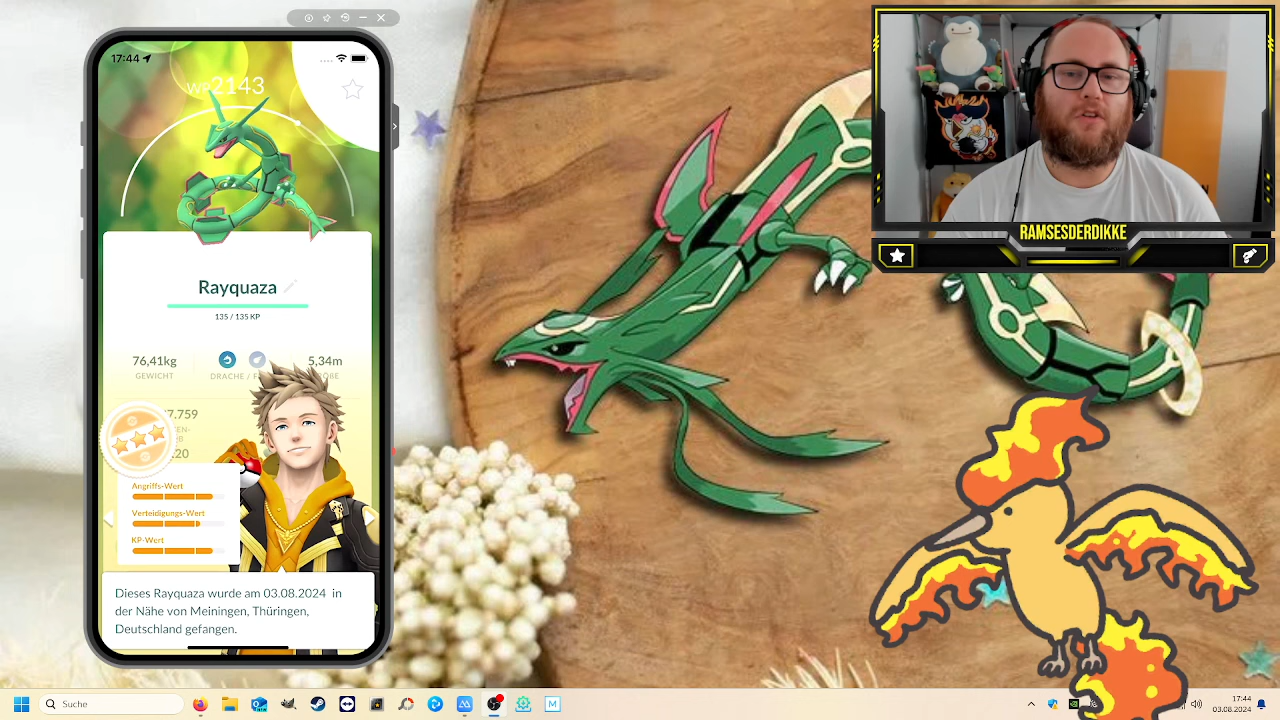 17:44
WP2143
Rayquaza
135 / 135 KP
76,41kg
5,34m
GEWICHT
DRACHE / F
7.759
20
Angriffs-Wert
Verteidigungs-Wert
KP-Wert
Dieses Rayquaza wurde am 03.08.2024 in
der Nähe von Meiningen, Thüringen,
Deutschland gefangen.
RAMSESDERDIKKE
Suche
17:44
03.08.2024